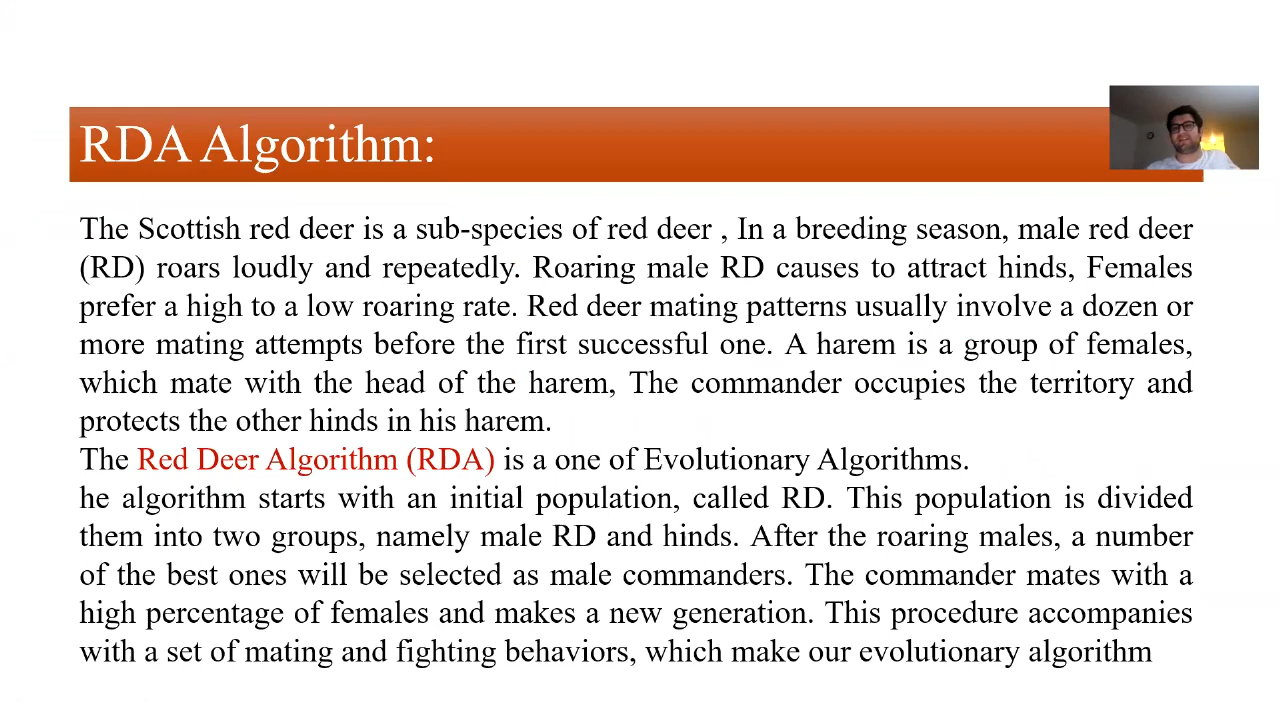 RDA Algorithm:
The Scottish red deer is a sub-species of red deer , In a breeding season, male red deer
(RD) roars loudly and repeatedly. Roaring male RD causes to attract hinds, Females
prefer a high to a low roaring rate. Red deer mating patterns usually involve a dozen or
more mating attempts before the first successful one. A harem is a group of females,
which mate with the head of the harem, The commander occupies the territory and
protects the other hinds in his harem.
The Red Deer Algorithm (RDA) is a one of Evolutionary Algorithms.
he algorithm starts with an initial population, called RD. This population is divided
them into two groups, namely male RD and hinds. After the roaring males, a number
of the best ones will be selected as male commanders. The commander mates with a
high percentage of females and makes a new generation. This procedure accompanies
with a set of mating and fighting behaviors, which make our evolutionary algorithm